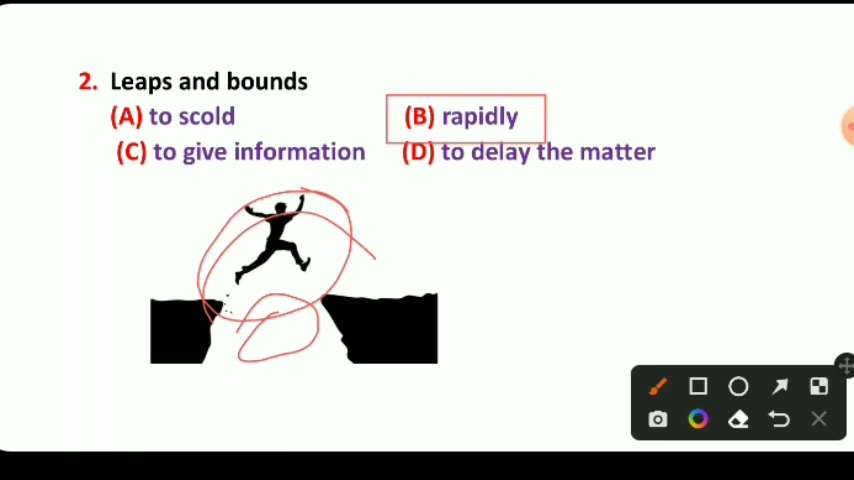 2. Leaps and bounds
(A) to scold (B) rapidly
(C) to give information (D) to delay the matter